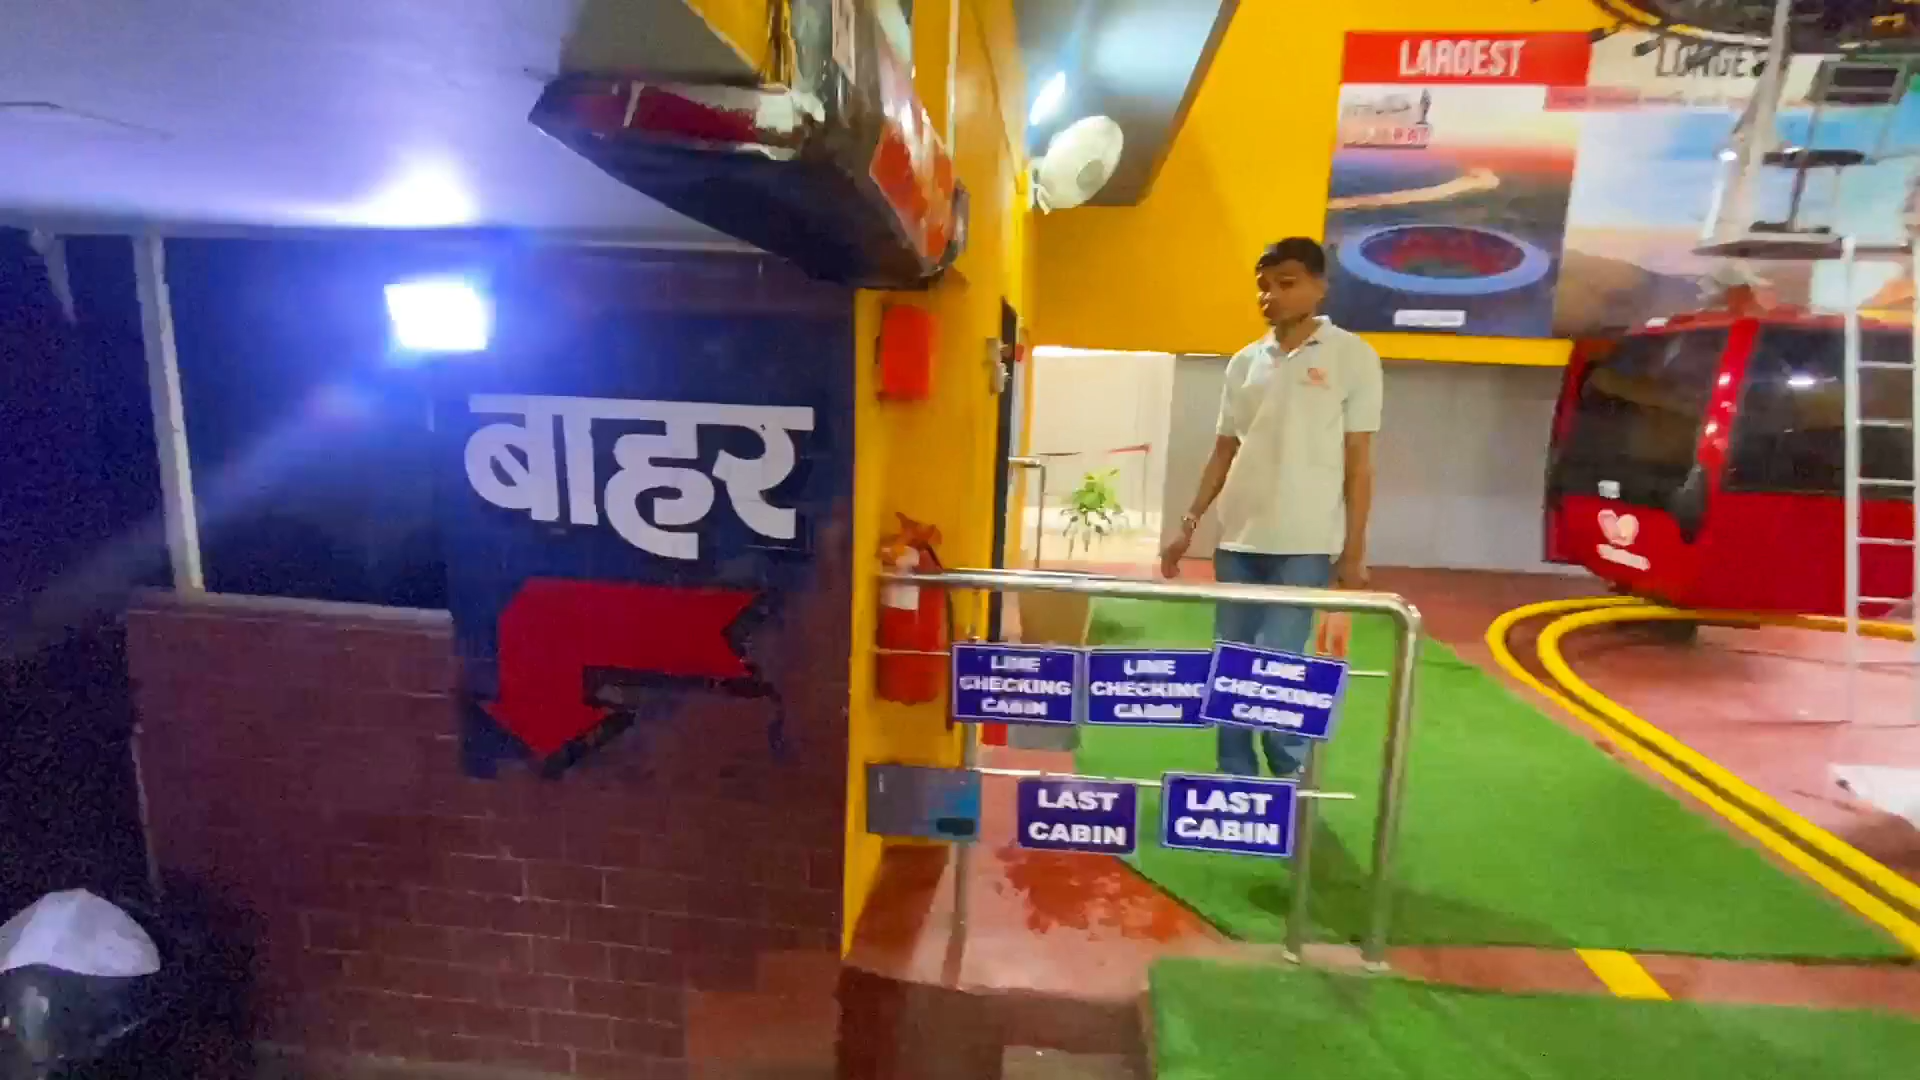 बाहर
LARGEST
LINE
CHECKING
CABIN
LINE
CHECKING
CABIN
LINE
CHECKING
CABIN
LAST
CABIN
LAST
CABIN